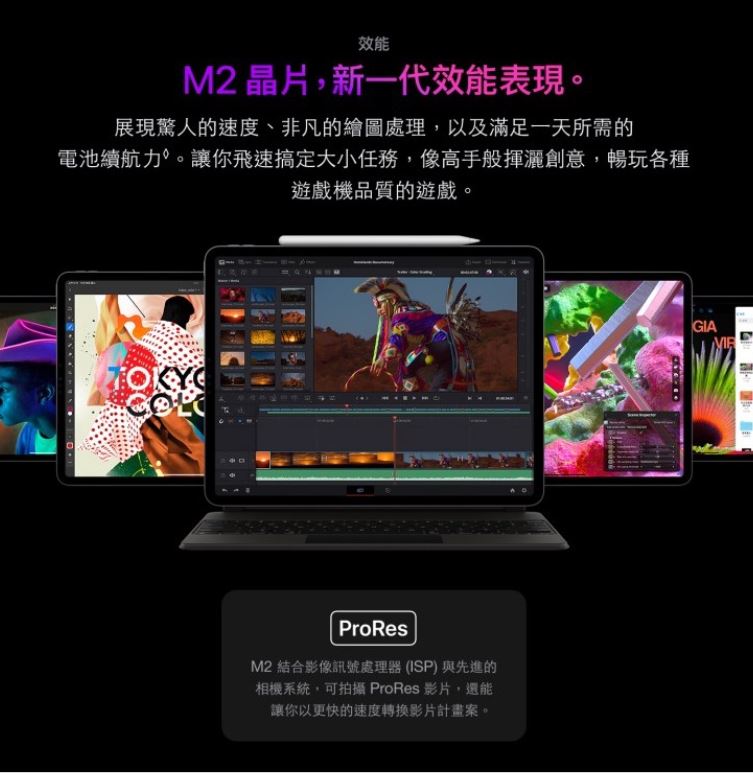 效能
M2 晶片，新一代效能表現。
展現驚人的速度、非凡的繪圖處理，以及滿足一天所需的
電池續航力◊。讓你飛速搞定大小任務，像高手般揮灑創意，暢玩各種
遊戲機品質的遊戲。
Trailer - Color Grading
TOKYO
COLO
GIA
VIR
Scene Inspector
ProRes
M2 結合影像訊號處理器 (ISP) 與先進的
相機系統，可拍攝 ProRes 影片，還能
讓你以更快的速度轉換影片計畫案。